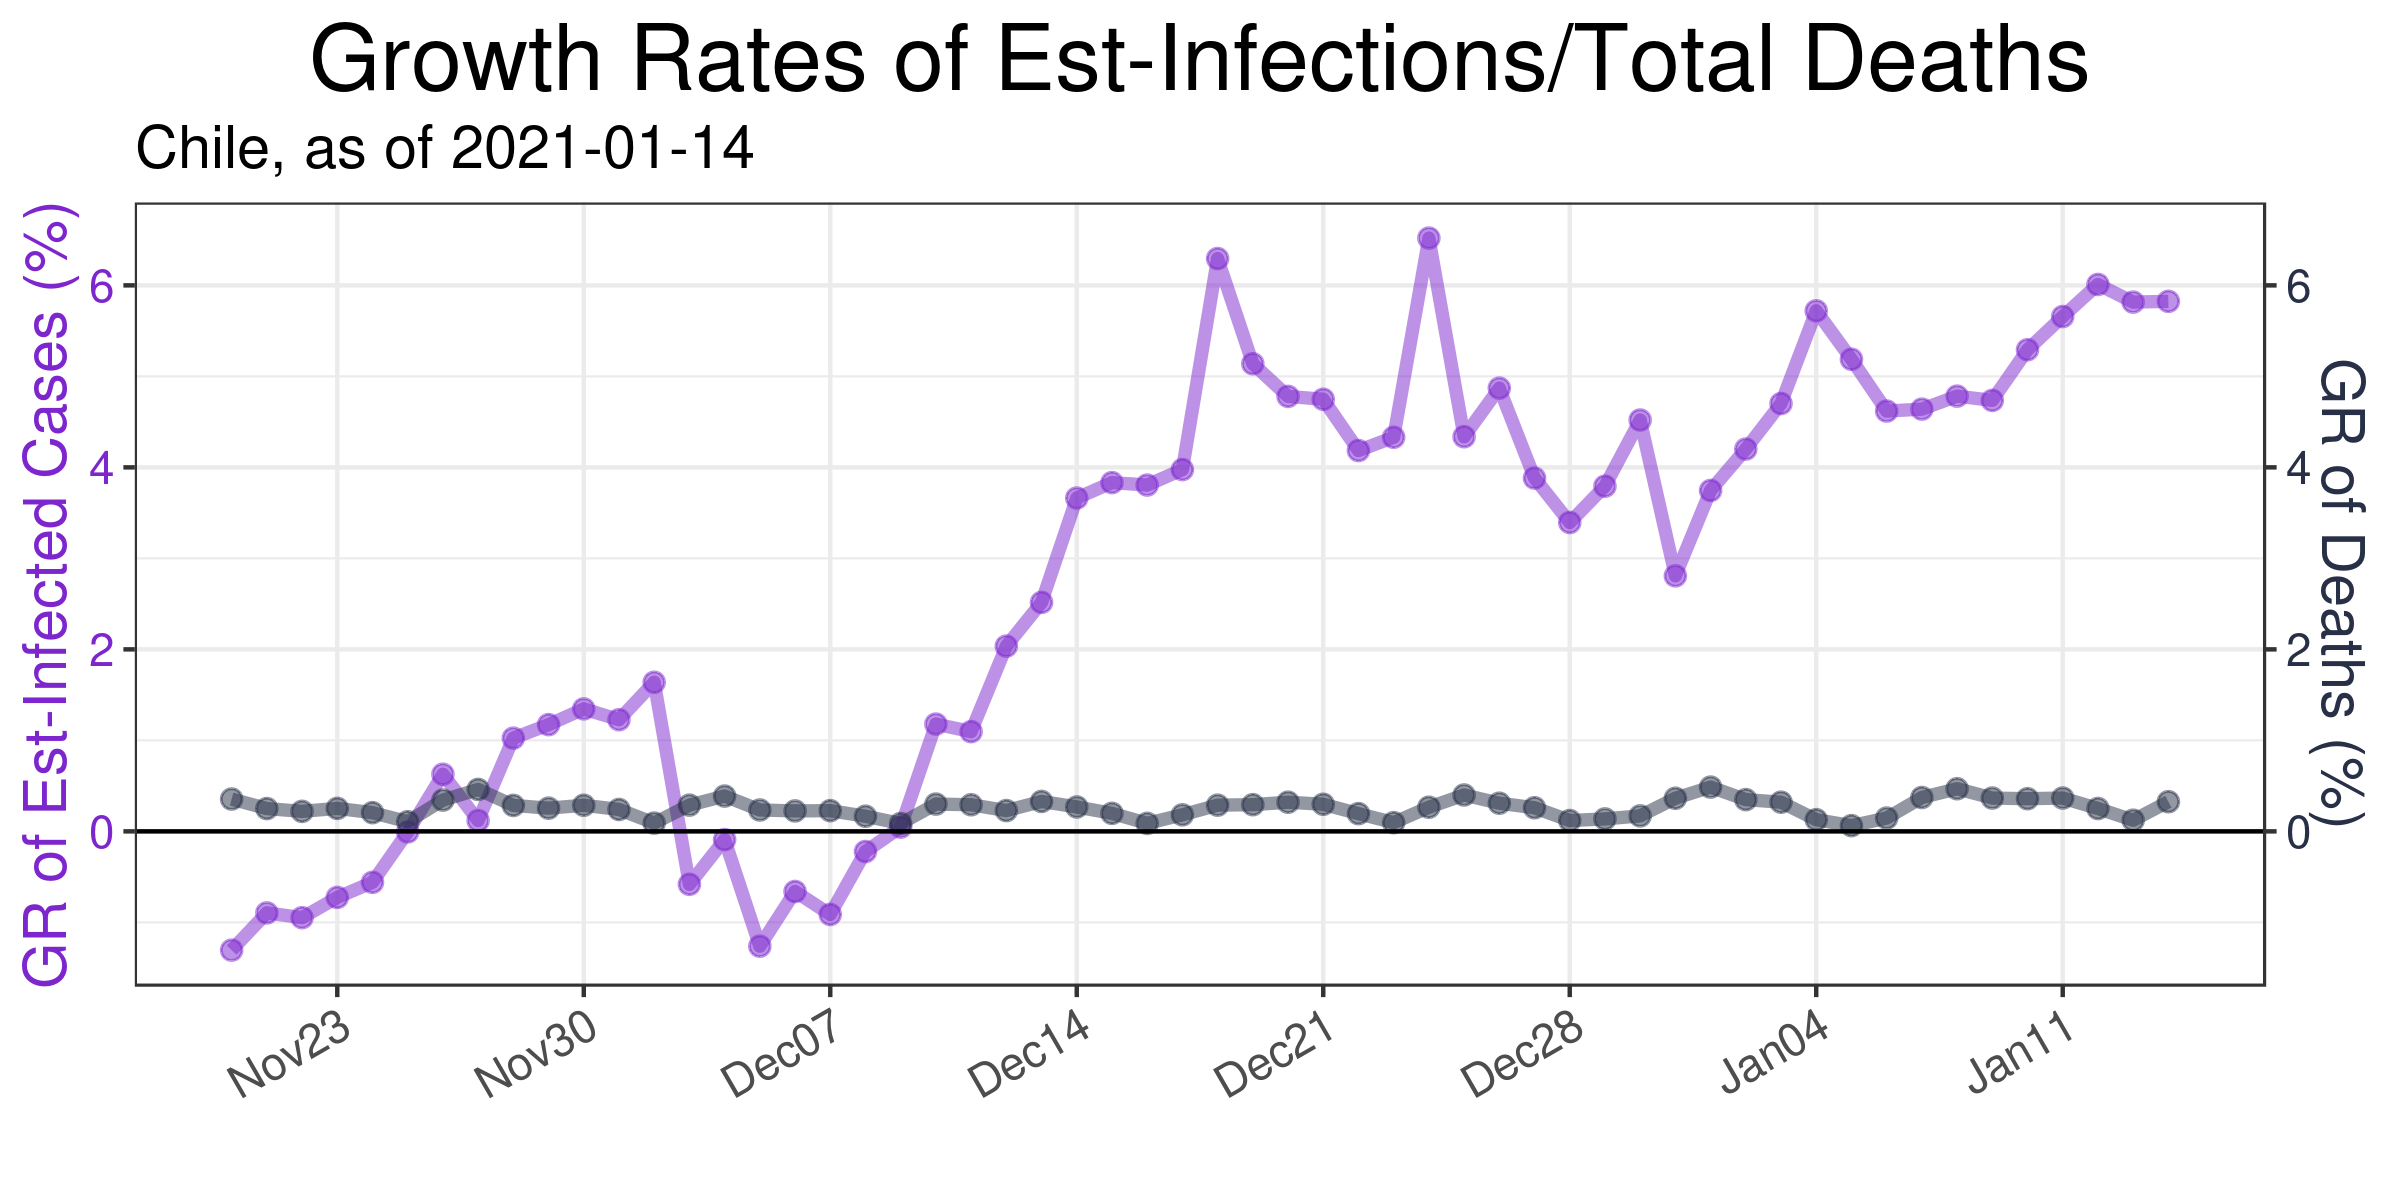 Growth Rates of Est-Infections/Total Deaths
Chile, as of 2021-01-14
GR of Est-Infected Cases (%)
6
4
2
0
6
4
2
0
GR of Deaths (%)
Nov23
Nov30
Dec07
Dec14
Dec21
Dec28
Jan04
Jan11